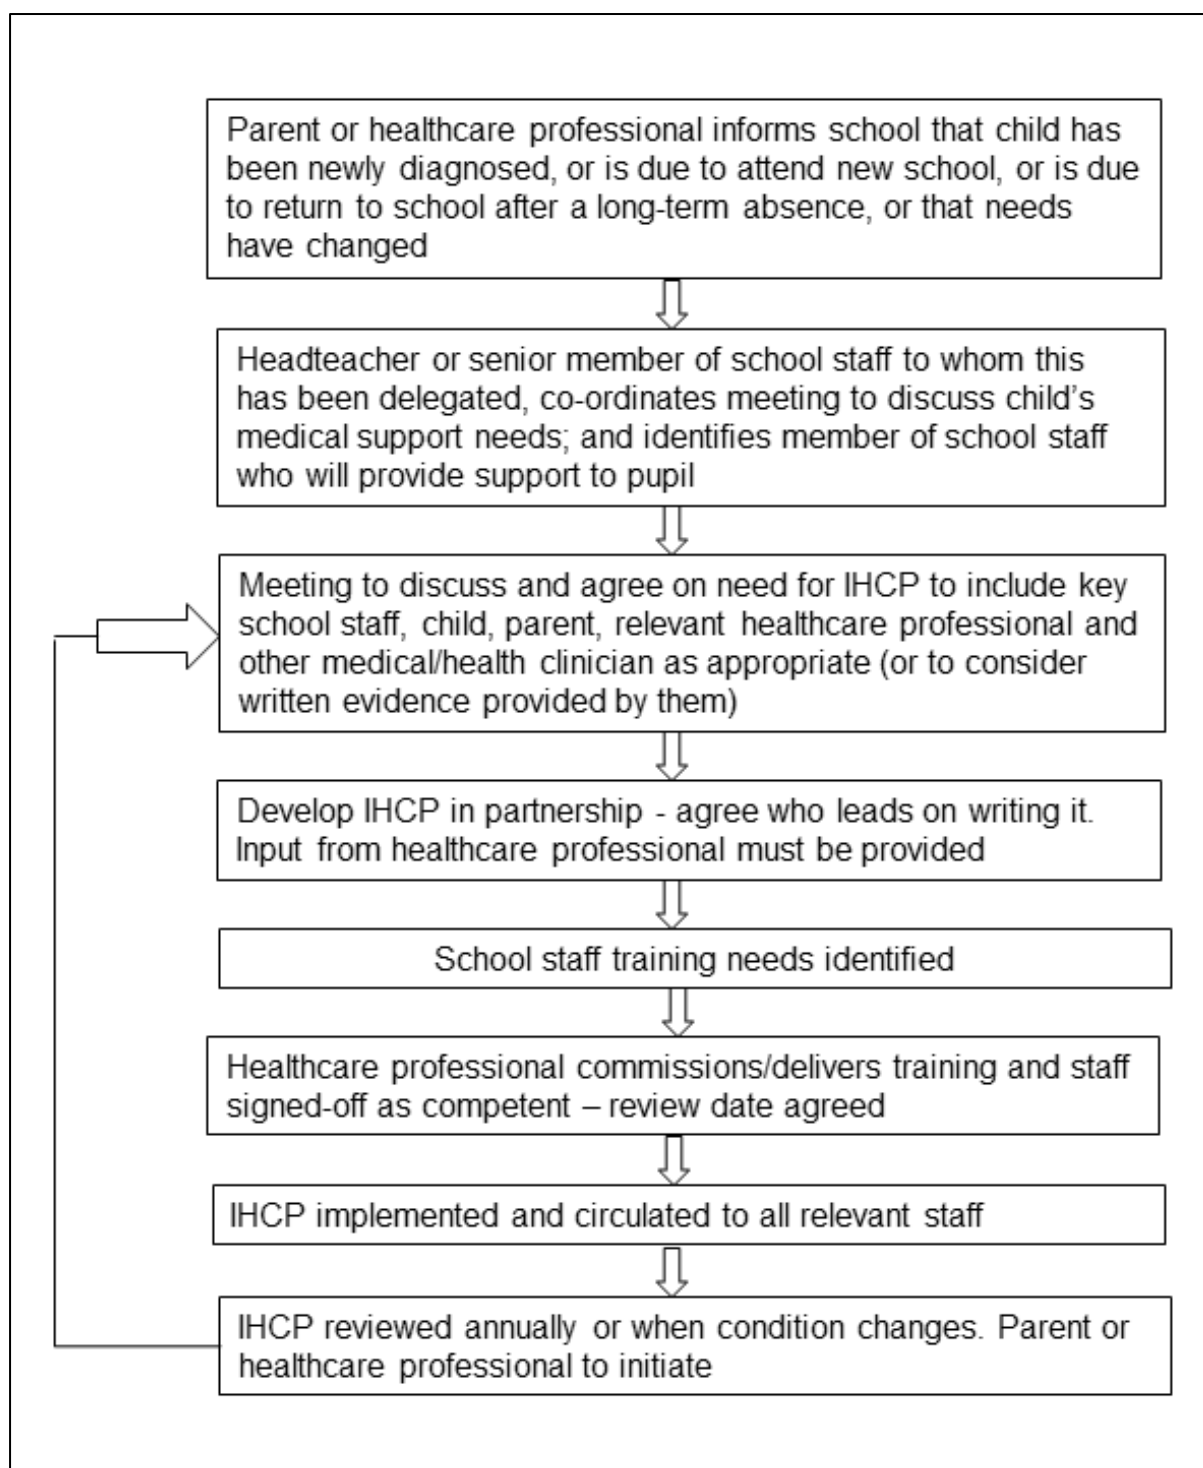 Parent or healthcare professional informs school that child has
been newly diagnosed, or is due to attend new school, or is due
to return to school after a long-term absence, or that needs
have changed
Headteacher or senior member of school staff to whom this
has been delegated, co-ordinates meeting to discuss child's
medical support needs; and identifies member of school staff
who will provide support to pupil
Meeting to discuss and agree on need for IHCP to include key
school staff, child, parent, relevant healthcare professional and
other medical/health clinician as appropriate (or to consider
written evidence provided by them)
Develop IHCP in partnership - agree who leads on writing it.
Input from healthcare professional must be provided
School staff training needs identified
Healthcare professional commissions/delivers training and staff
signed-off as competent – review date agreed
IHCP implemented and circulated to all relevant staff
IHCP reviewed annually or when condition changes. Parent or
healthcare professional to initiate